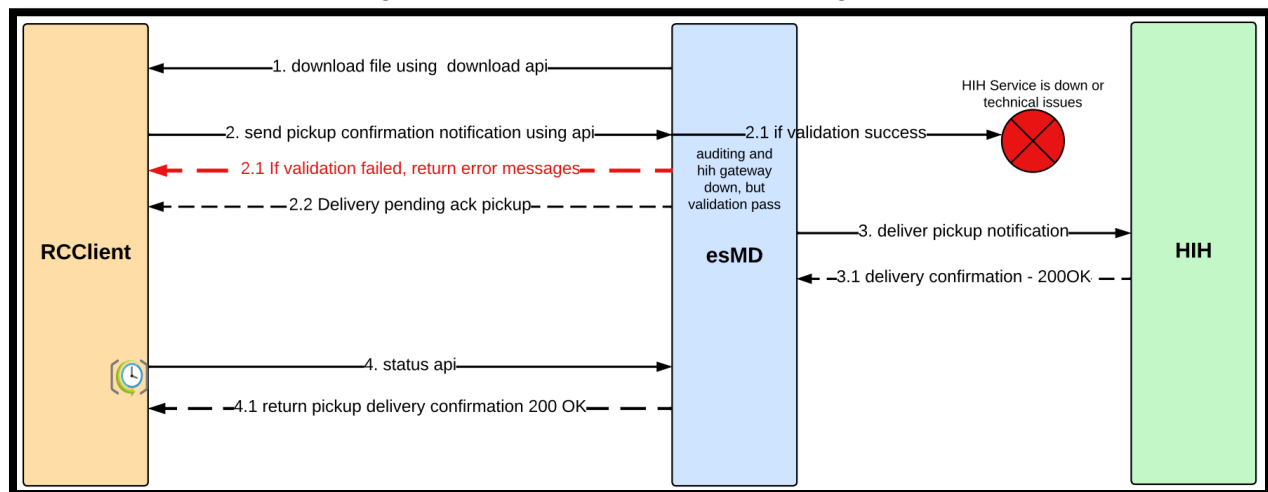 1. download file using  download api
HIH Service is down or
technical issues
2. send pickup confirmation notification using api
2.1 if validation success
2.1 If validation failed, return error messages
auditing and
hih gateway
down, but
validation pass
2.2 Delivery pending ack pickup
3. deliver pickup notification
RCClient
esMD
HIH
3.1 delivery confirmation - 200OK
4. status api
4.1 return pickup delivery confirmation 200 OK